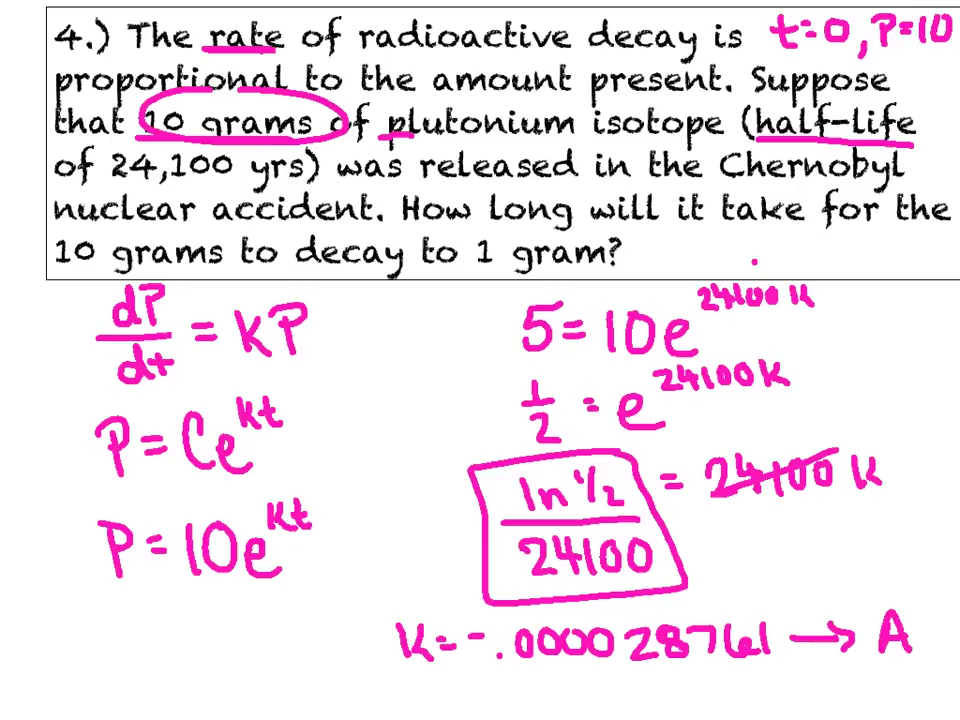 4.) The rate of radioactive decay is t=0, P=10
proportional to the amount present. Suppose
that 10 grams of plutonium isotope (half-life
of 24,100 yrs) was released in the Chernobyl
nuclear accident. How long will it take for the
10 grams to decay to 1 gram?
dP/dt = KP
P = Ce^kt
P = 10e^kt
5 = 10e^24100K
1/2 = e^24100K
ln 1/2 / 24100 = 24100 K
K = -.000028761 → A